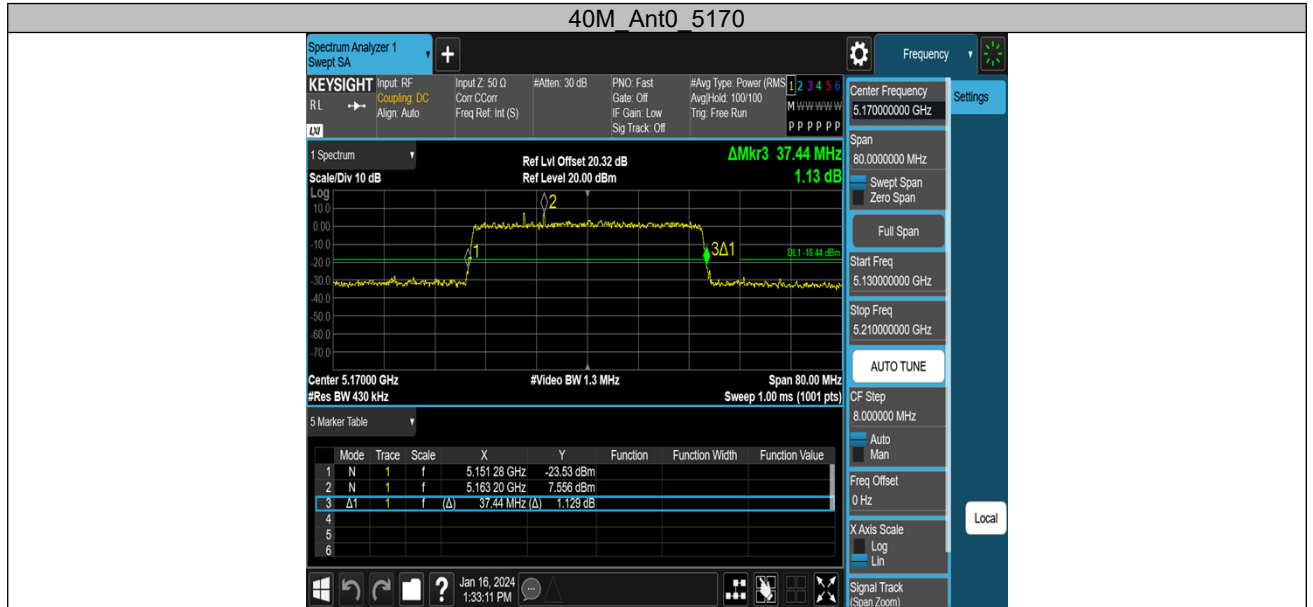 40M_Ant0_5170
Spectrum Analyzer 1
Swept SA
+
Frequency
KEYSIGHT
RL
LXI
Input: RF
Coupling: DC
Align: Auto
Input Z: 50 Ω
Corr CCorr
Freq Ref: Int (S)
#Atten: 30 dB
PNO: Fast
Gate: Off
IF Gain: Low
Sig Track: Off
#Avg Type: Power (RMS
Avg|Hold: 100/100
Trig: Free Run
1 2 3 4 5 6
M W W W W W
P P P P P P
1 Spectrum
Scale/Div 10 dB
Ref Lvl Offset 20.32 dB
Ref Level 20.00 dBm
ΔMkr3 37.44 MHz
1.13 dB
Log
10.0
0.00
-10.0
-20.0
-30.0
-40.0
-50.0
-60.0
-70.0
2
1
3Δ1
DL1 -18.44 dBm
Center 5.17000 GHz
#Res BW 430 kHz
#Video BW 1.3 MHz
Span 80.00 MHz
Sweep 1.00 ms (1001 pts)
5 Marker Table
Mode Trace Scale X Y Function Function Width Function Value
1 N 1 f 5.151 28 GHz -23.53 dBm
2 N 1 f 5.163 20 GHz 7.556 dBm
3 Δ1 1 f (Δ) 37.44 MHz (Δ) 1.129 dB
4
5
6
?
Jan 16, 2024
1:33:11 PM
Center Frequency
5.170000000 GHz
Settings
Span
80.0000000 MHz
Swept Span
Zero Span
Full Span
Start Freq
5.130000000 GHz
Stop Freq
5.210000000 GHz
AUTO TUNE
CF Step
8.000000 MHz
Auto
Man
Freq Offset
0 Hz
X Axis Scale
Log
Lin
Signal Track
(Span Zoom)
Local